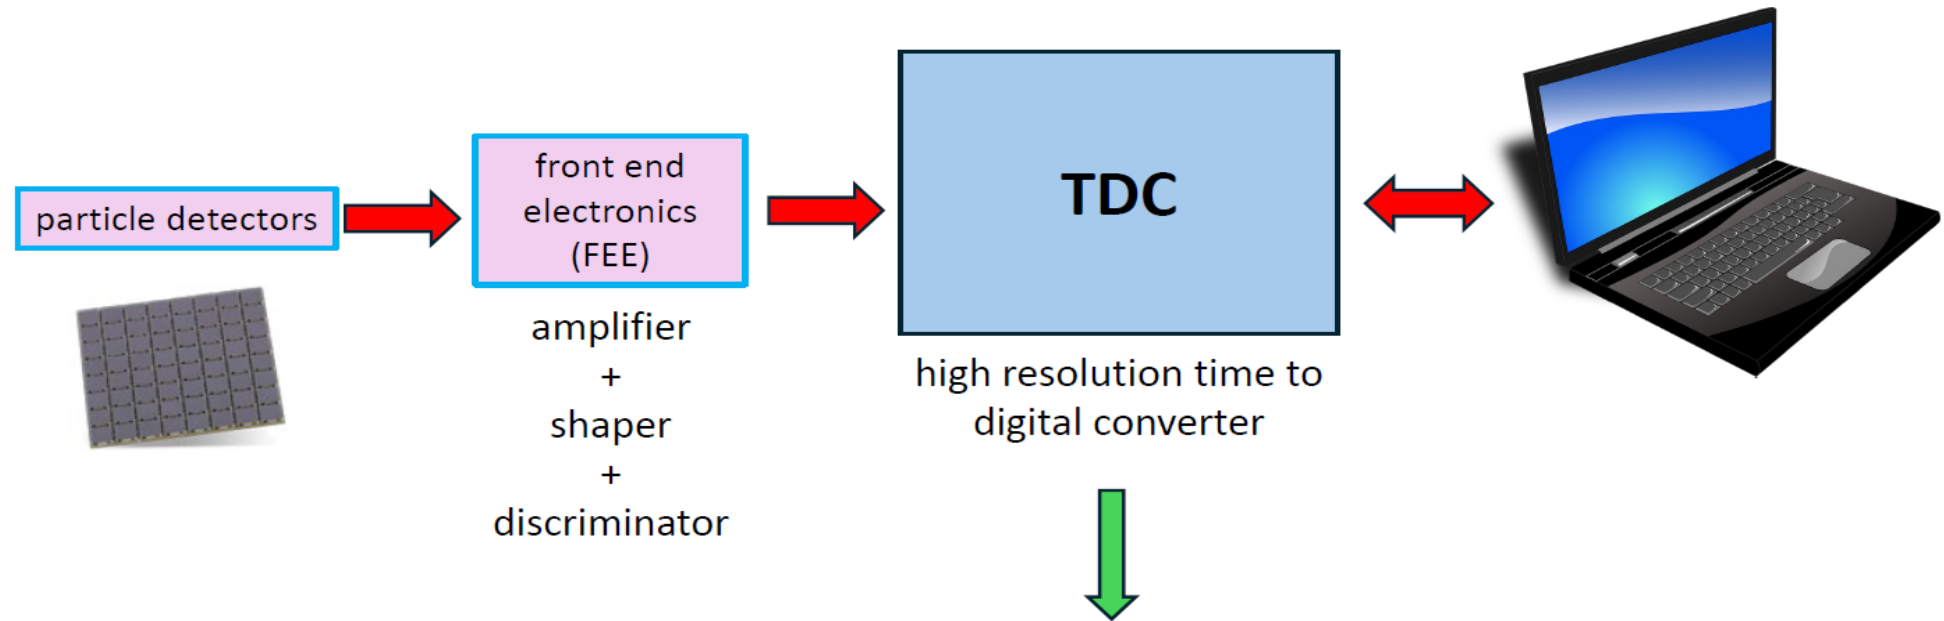 particle detectors
front end
electronics
(FEE)
amplifier
+
shaper
+
discriminator
TDC
high resolution time to
digital converter